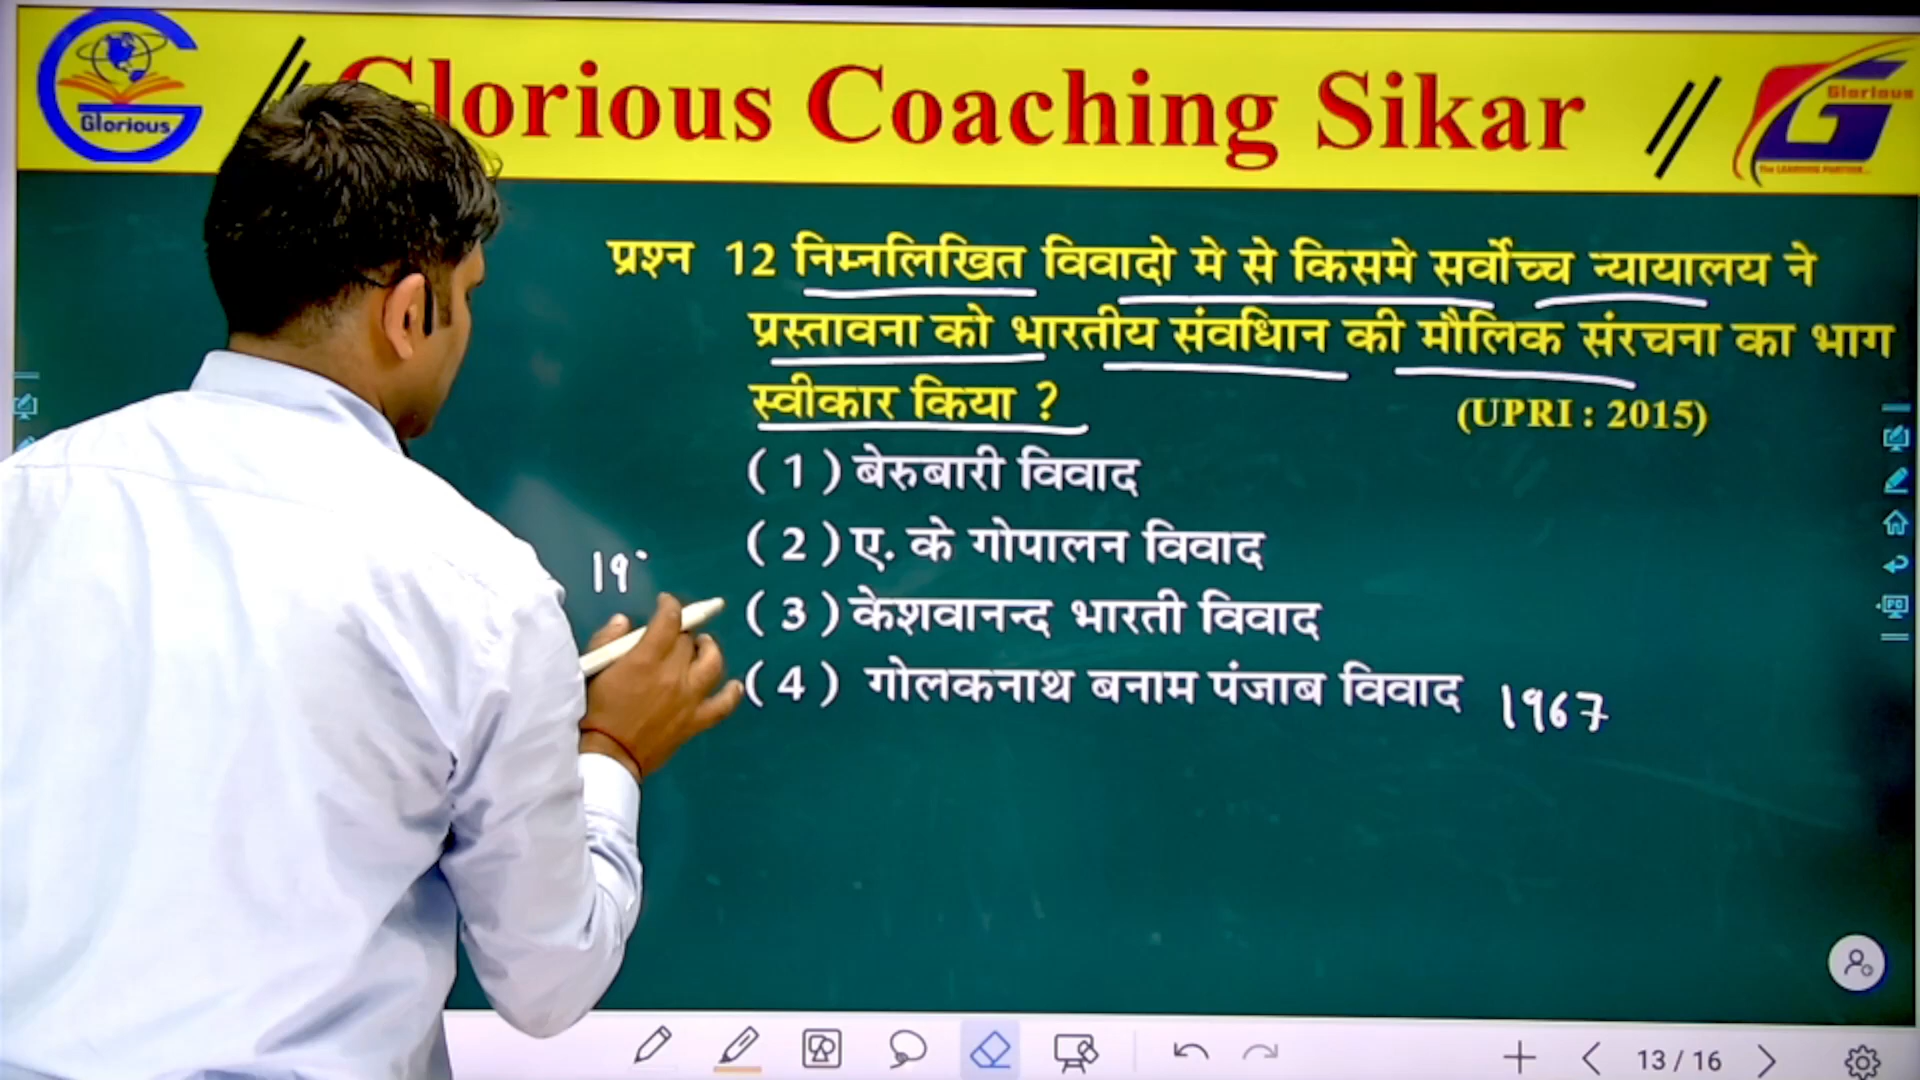 Glorious
Glorious Coaching Sikar
Glorious
प्रश्न 12 निम्नलिखित विवादो मे से किसमे सर्वोच्च न्यायालय ने
प्रस्तावना को भारतीय संवधिान की मौलिक संरचना का भाग
स्वीकार किया ?
(UPRI : 2015)
( 1 ) बेरुबारी विवाद
( 2 ) ए. के गोपालन विवाद
19
( 3 ) केशवानन्द भारती विवाद
( 4 ) गोलकनाथ बनाम पंजाब विवाद 1967
13 / 16